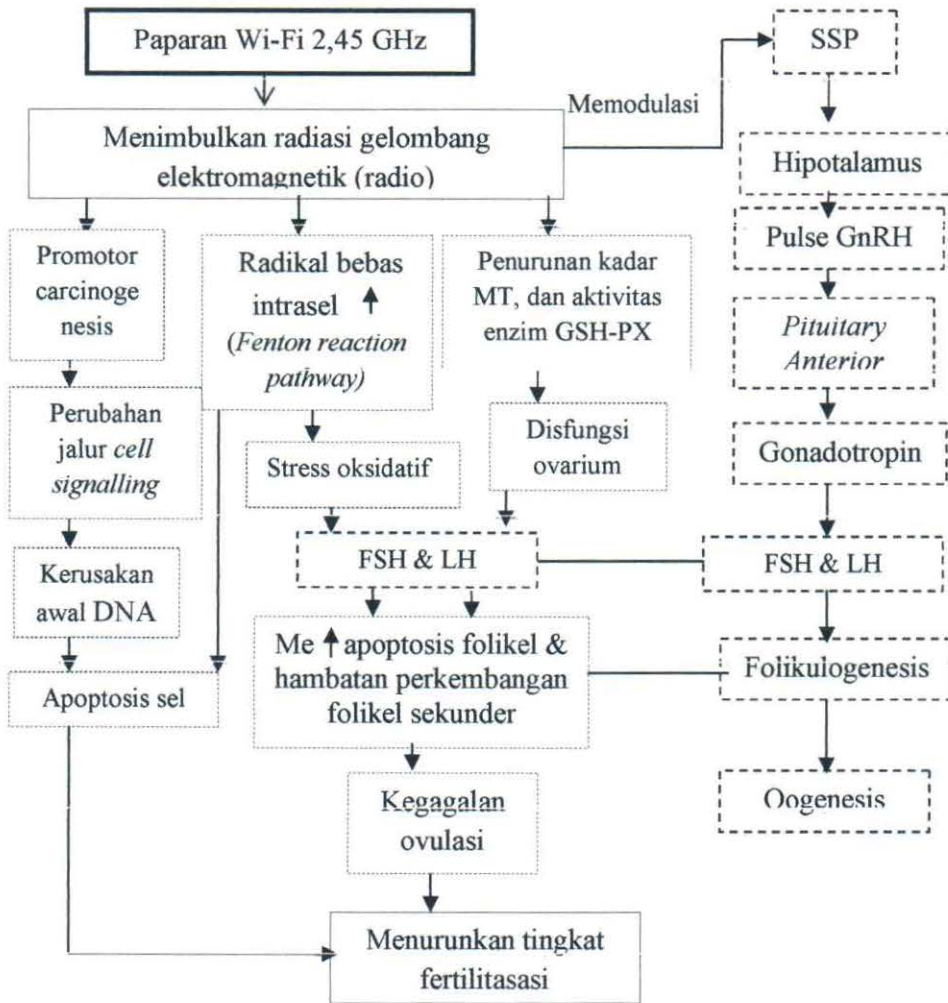 Paparan Wi-Fi 2,45 GHz
SSP
Memodulasi
Menimbulkan radiasi gelombang
elektromagnetik (radio)
Hipotalamus
Pulse GnRH
Promotor
carcinoge
nesis
Radikal bebas
intrasel ↑
(Fenton reaction
pathway)
Penurunan kadar
MT, dan aktivitas
enzim GSH-PX
Pituitary
Anterior
Perubahan
jalur cell
signalling
Stress oksidatif
Disfungsi
ovarium
Gonadotropin
FSH & LH
FSH & LH
Kerusakan
awal DNA
Me ↑ apoptosis folikel &
hambatan perkembangan
folikel sekunder
Folikulogenesis
Apoptosis sel
Kegagalan
ovulasi
Oogenesis
Menurunkan tingkat
fertilitasasi